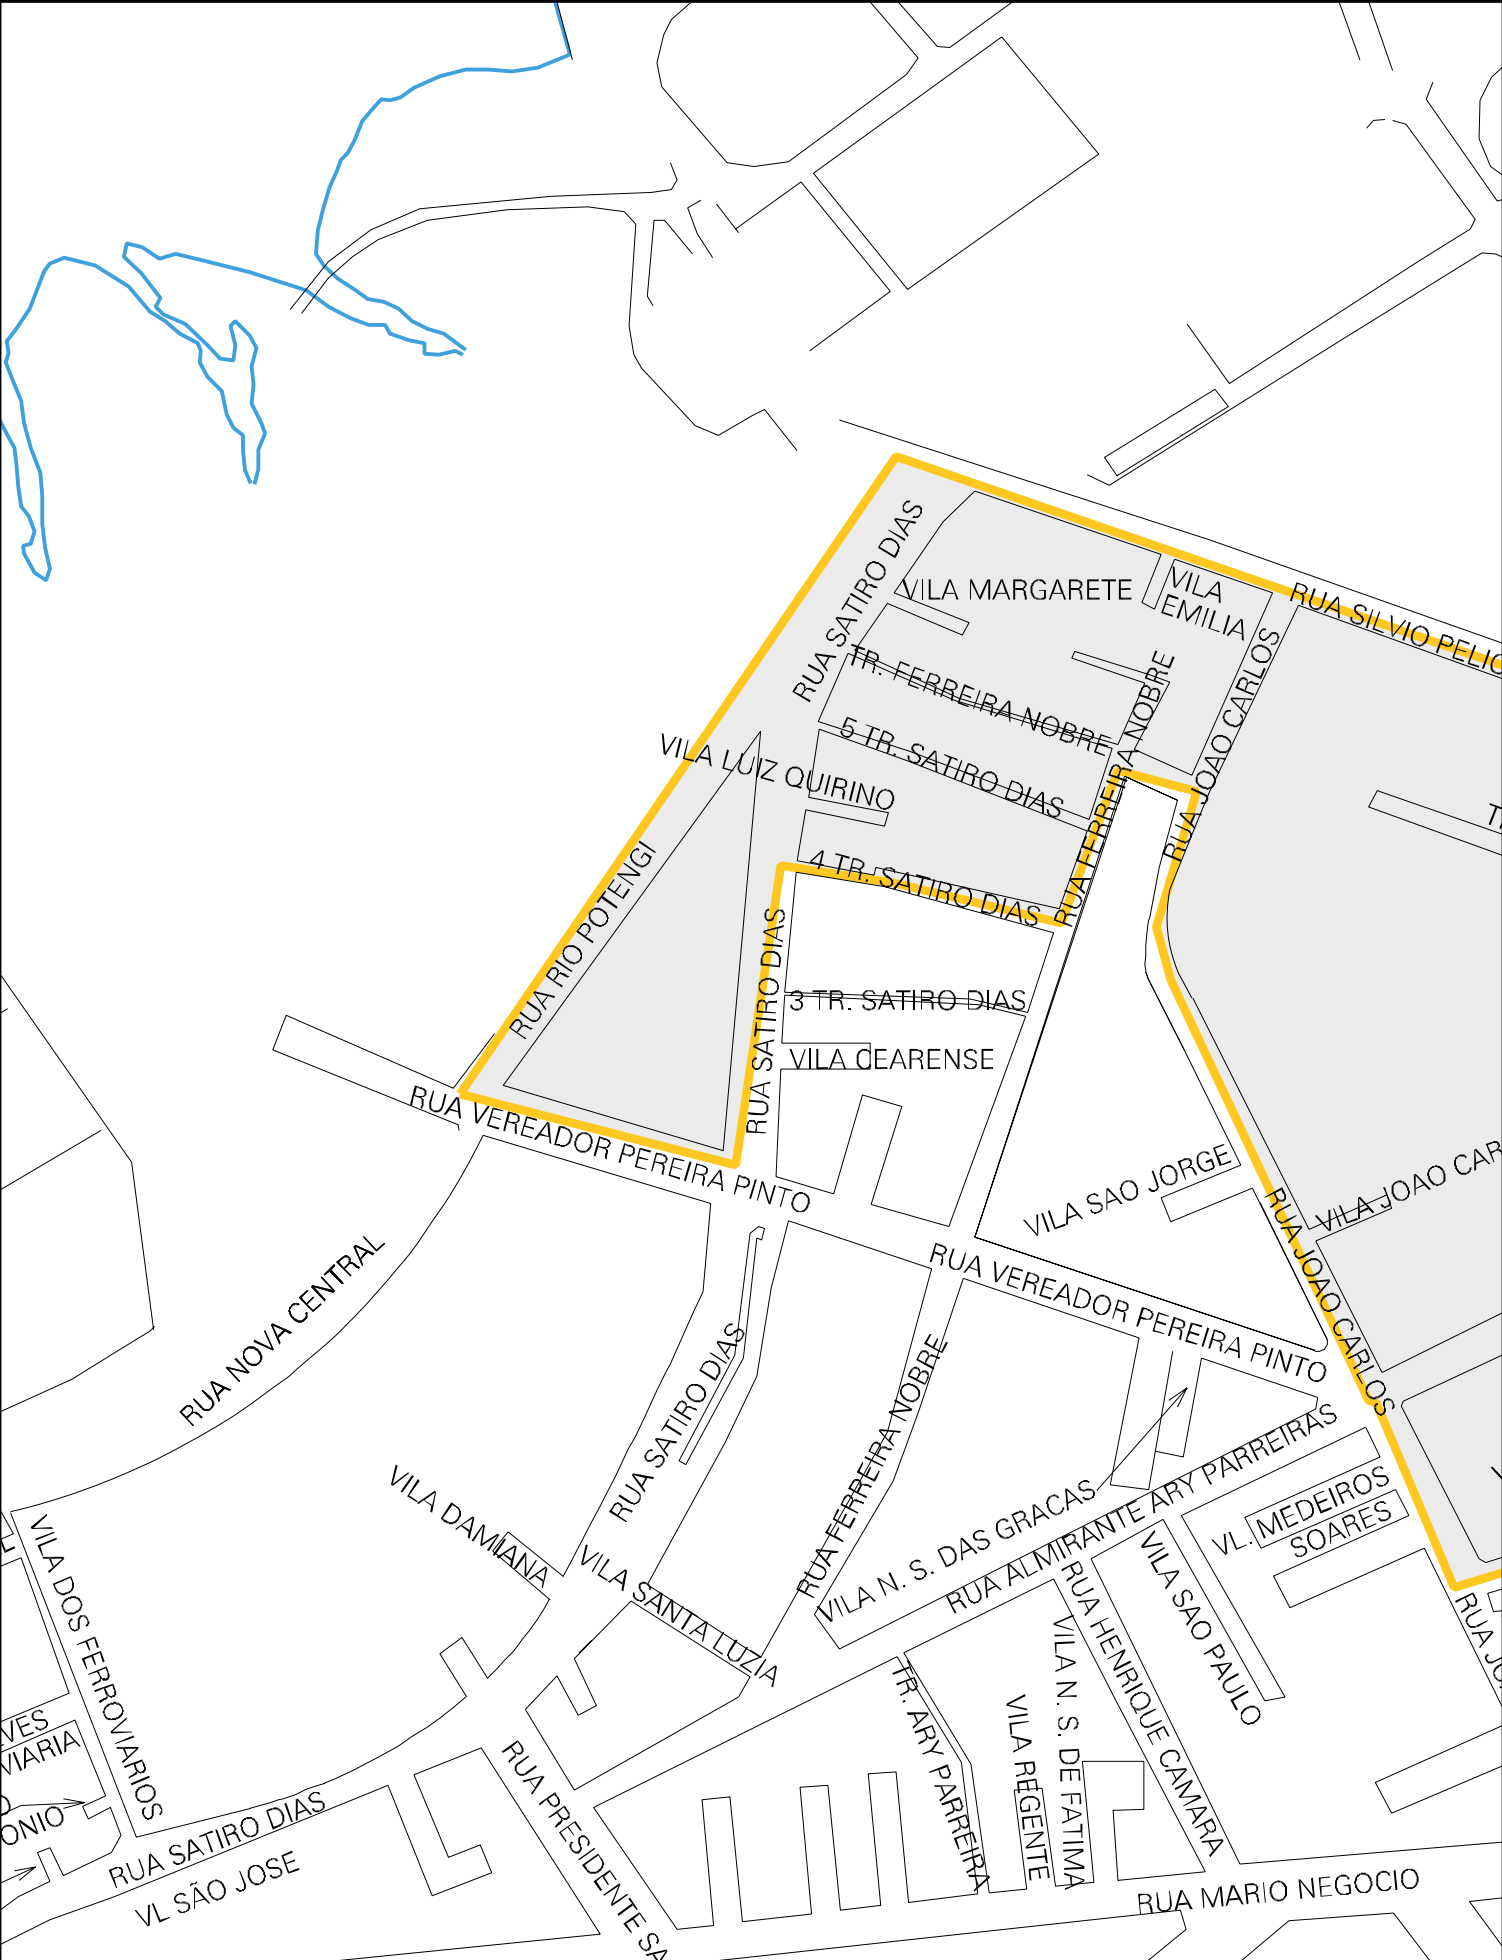 RUA SATIRO DIAS
VILA MARGARETE
VILA
EMILIA
RUA SILVIO PELIC
TR. FERREIRA NOBRE
RUA FERREIRA NOBRE
RUA JOAO CARLOS
5 TR. SATIRO DIAS
VILA LUIZ QUIRINO
4 TR. SATIRO DIAS
RUA RIO POTENGI
RUA SATIRO DIAS
3 TR. SATIRO DIAS
VILA CEARENSE
RUA VEREADOR PEREIRA PINTO
VILA SAO JORGE
VILA JOAO CAR
RUA JOAO CARLOS
RUA NOVA CENTRAL
RUA VEREADOR PEREIRA PINTO
RUA SATIRO DIAS
RUA FERREIRA NOBRE
VILA DAMIANA
VILA SANTA LUZIA
VILA N. S. DAS GRACAS
RUA ALMIRANTE ARY PARREIRAS
VL. MEDEIROS
SOARES
VILA SAO PAULO
RUA HENRIQUE CAMARA
VILA N. S. DE FATIMA
VILA REGENTE
TR. ARY PARREIRA
RUA JO
VILA DOS FERROVIARIOS
VES
VIARIA
ONIO
RUA SATIRO DIAS
VL SÃO JOSE
RUA PRESIDENTE SA
RUA MARIO NEGOCIO